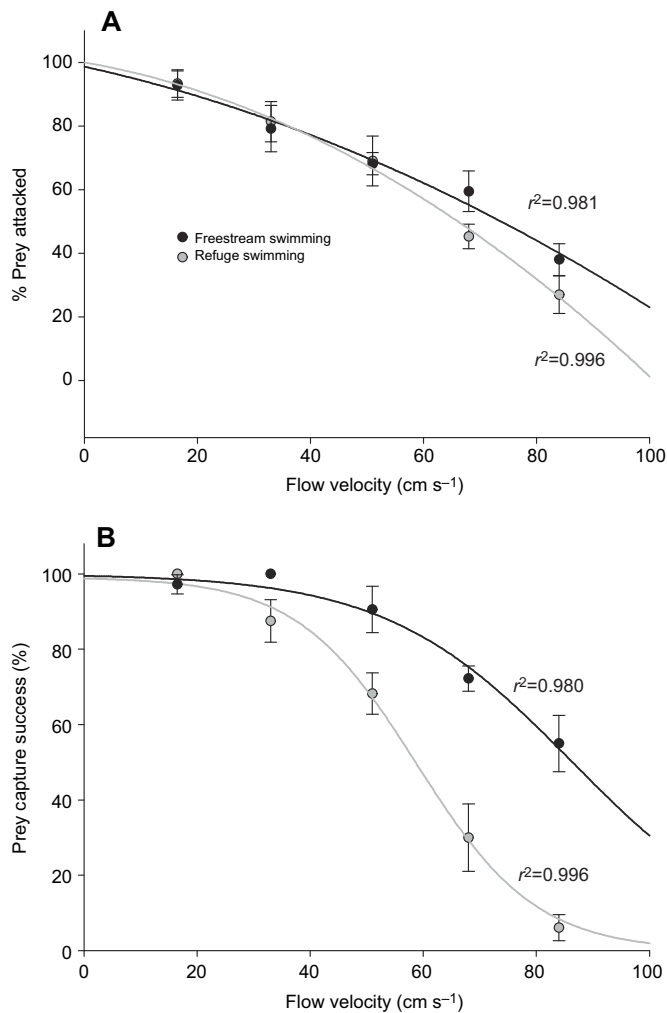 A
100
80
60
40
20
0
% Prey attacked
r²=0.981
Freestream swimming
Refuge swimming
r²=0.996
0 20 40 60 80 100
Flow velocity (cm s⁻¹)
B
100
80
60
40
20
0
Prey capture success (%)
r²=0.980
r²=0.996
0 20 40 60 80 100
Flow velocity (cm s⁻¹)